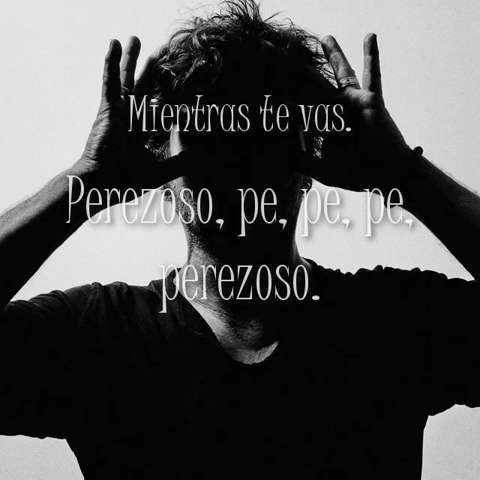 Mientras te vas.
Perezoso, pe, pe, pe,
perezoso.